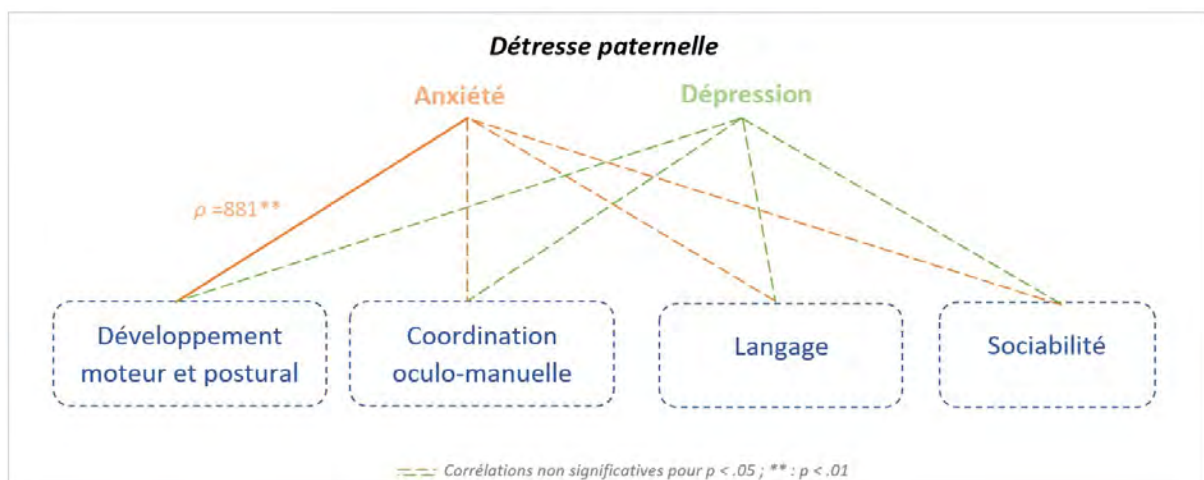 Détresse paternelle
Anxiété
Dépression
ρ =881**
Développement
moteur et postural
Coordination
oculo-manuelle
Langage
Sociabilité
Corrélations non significatives pour p < .05 ; ** : p < .01